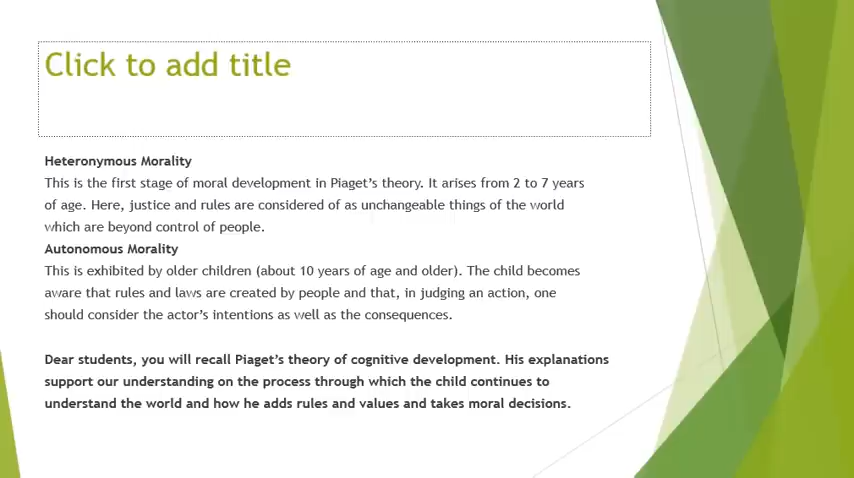 Click to add title
Heteronymous Morality
This is the first stage of moral development in Piaget’s theory. It arises from 2 to 7 years
of age. Here, justice and rules are considered of as unchangeable things of the world
which are beyond control of people.
Autonomous Morality
This is exhibited by older children (about 10 years of age and older). The child becomes
aware that rules and laws are created by people and that, in judging an action, one
should consider the actor’s intentions as well as the consequences.
Dear students, you will recall Piaget’s theory of cognitive development. His explanations
support our understanding on the process through which the child continues to
understand the world and how he adds rules and values and takes moral decisions.